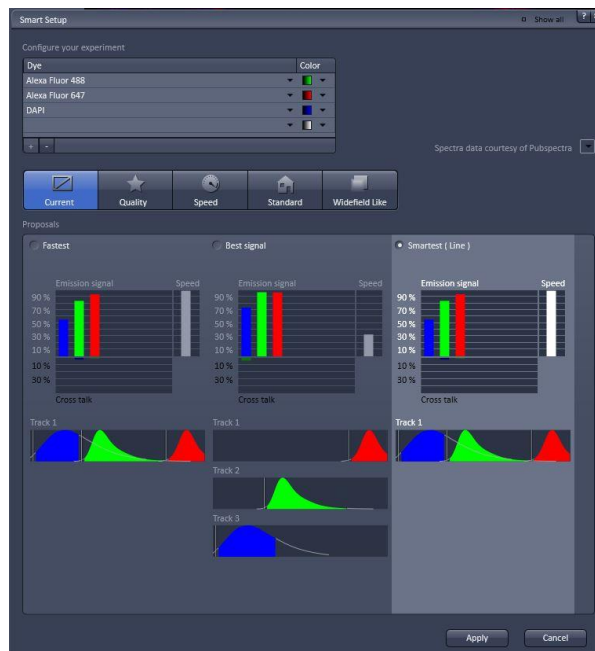 Smart Setup
Show all ?
Configure your experiment
Dye Color
Alexa Fluor 488
Alexa Fluor 647
DAPI
+ -
Spectra data courtesy of Pubspectra
Current Quality Speed Standard Widefield Like
Proposals
Fastest Best signal Smartest ( Line )
Emission signal Speed Emission signal Speed Emission signal Speed
90 % 90 % 90 %
70 % 70 % 70 %
50 % 50 % 50 %
30 % 30 % 30 %
10 % 10 % 10 %
10 % 10 % 10 %
30 % 30 % 30 %
Cross talk Cross talk Cross talk
Track 1 Track 1 Track 1
Track 2
Track 3
Apply Cancel